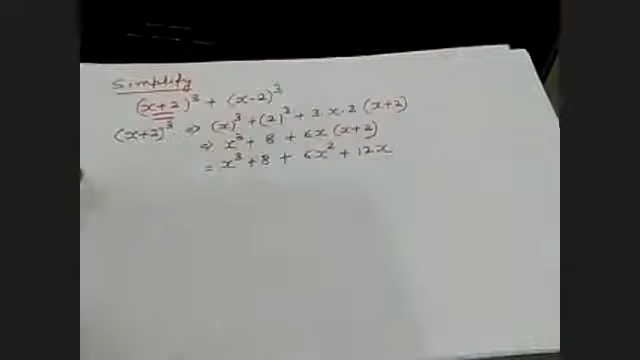 Simplify
(x+2)³ + (x-2)³
(x+2)³ ⇒ (x)³ + (2)³ + 3.x.2 (x+2)
⇒ x³ + 8 + 6x (x+2)
= x³ + 8 + 6x² + 12x